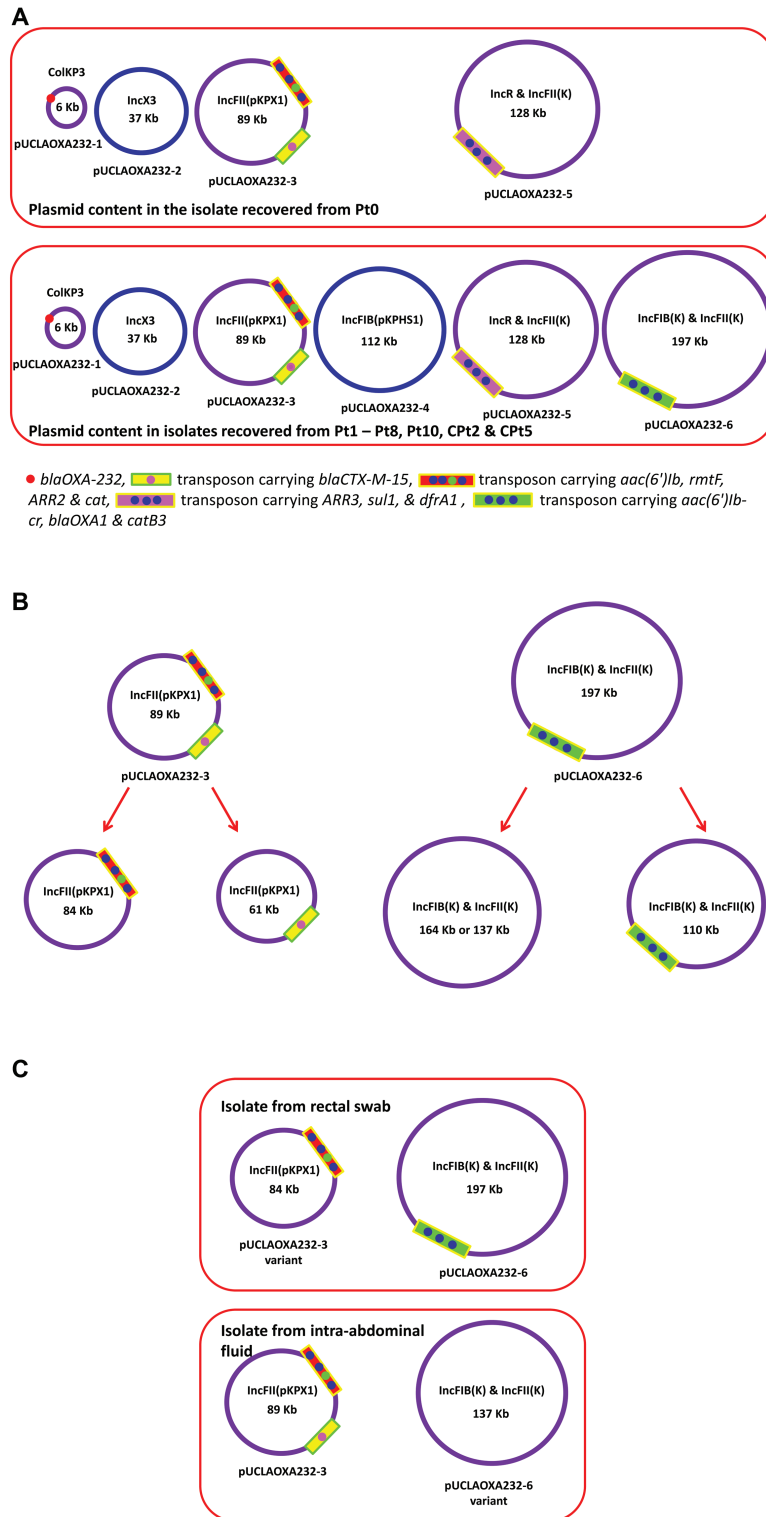 A
ColKP3
6 Kb
pUCLAOXA232-1
IncX3
37 Kb
pUCLAOXA232-2
IncFII(pKPX1)
89 Kb
pUCLAOXA232-3
IncR & IncFII(K)
128 Kb
pUCLAOXA232-5
Plasmid content in the isolate recovered from Pt0
ColKP3
6 Kb
pUCLAOXA232-1
IncX3
37 Kb
pUCLAOXA232-2
IncFII(pKPX1)
89 Kb
pUCLAOXA232-3
IncFIB(pKPHS1)
112 Kb
pUCLAOXA232-4
IncR & IncFII(K)
128 Kb
pUCLAOXA232-5
IncFIB(K) & IncFII(K)
197 Kb
pUCLAOXA232-6
Plasmid content in isolates recovered from Pt1 – Pt8, Pt10, CPt2 & CPt5
blaOXA-232, transposon carrying blaCTX-M-15, transposon carrying aac(6')Ib, rmtF,
ARR2 & cat, transposon carrying ARR3, sul1, & dfrA1 , transposon carrying aac(6')Ib-
cr, blaOXA1 & catB3
B
IncFII(pKPX1)
89 Kb
pUCLAOXA232-3
IncFIB(K) & IncFII(K)
197 Kb
pUCLAOXA232-6
IncFII(pKPX1)
84 Kb
IncFII(pKPX1)
61 Kb
IncFIB(K) & IncFII(K)
164 Kb or 137 Kb
IncFIB(K) & IncFII(K)
110 Kb
C
Isolate from rectal swab
IncFII(pKPX1)
84 Kb
pUCLAOXA232-3
variant
IncFIB(K) & IncFII(K)
197 Kb
pUCLAOXA232-6
Isolate from intra-abdominal
fluid
IncFII(pKPX1)
89 Kb
pUCLAOXA232-3
IncFIB(K) & IncFII(K)
137 Kb
pUCLAOXA232-6
variant